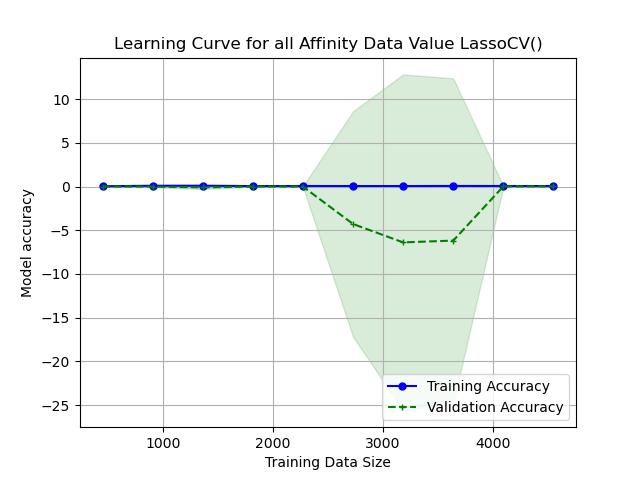 Learning Curve for all Affinity Data Value LassoCV()
Model accuracy
10
5
0
−5
−10
−15
−20
−25
1000
2000
3000
4000
Training Data Size
Training Accuracy
Validation Accuracy